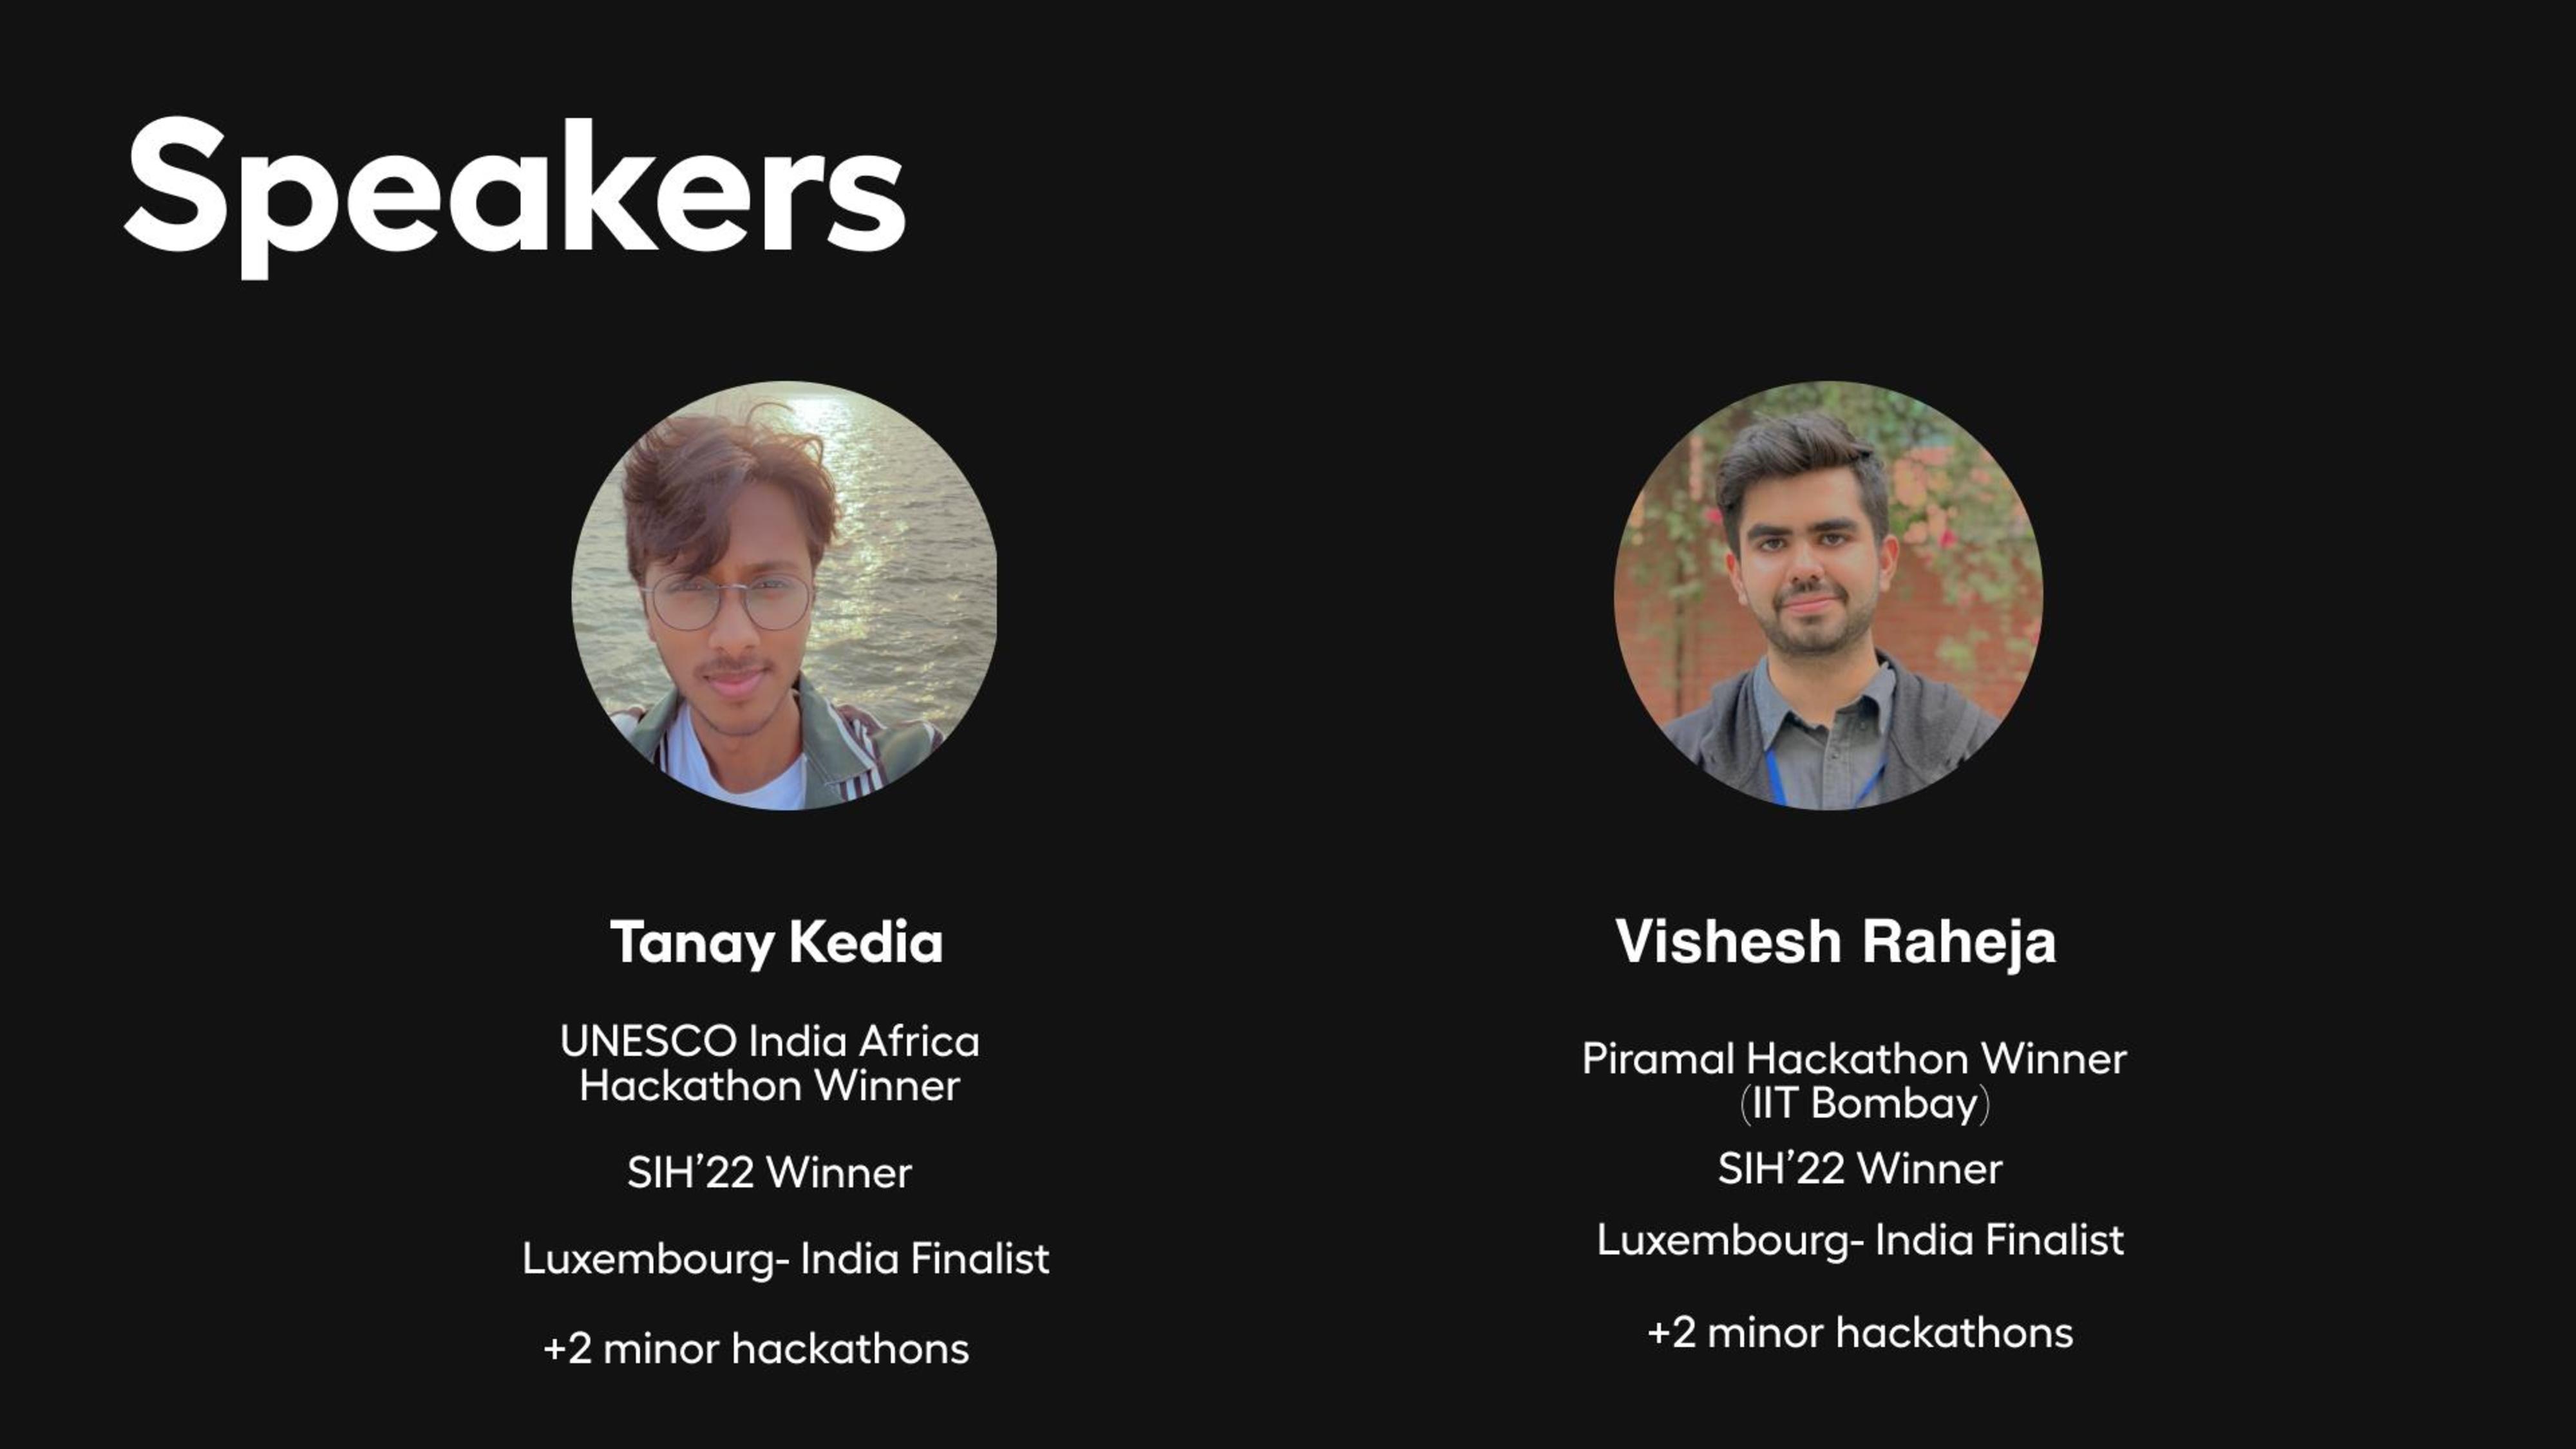 Speakers
Tanay Kedia
UNESCO India Africa
Hackathon Winner
SIH’22 Winner
Luxembourg- India Finalist
+2 minor hackathons
Vishesh Raheja
Piramal Hackathon Winner
(IIT Bombay)
SIH’22 Winner
Luxembourg- India Finalist
+2 minor hackathons